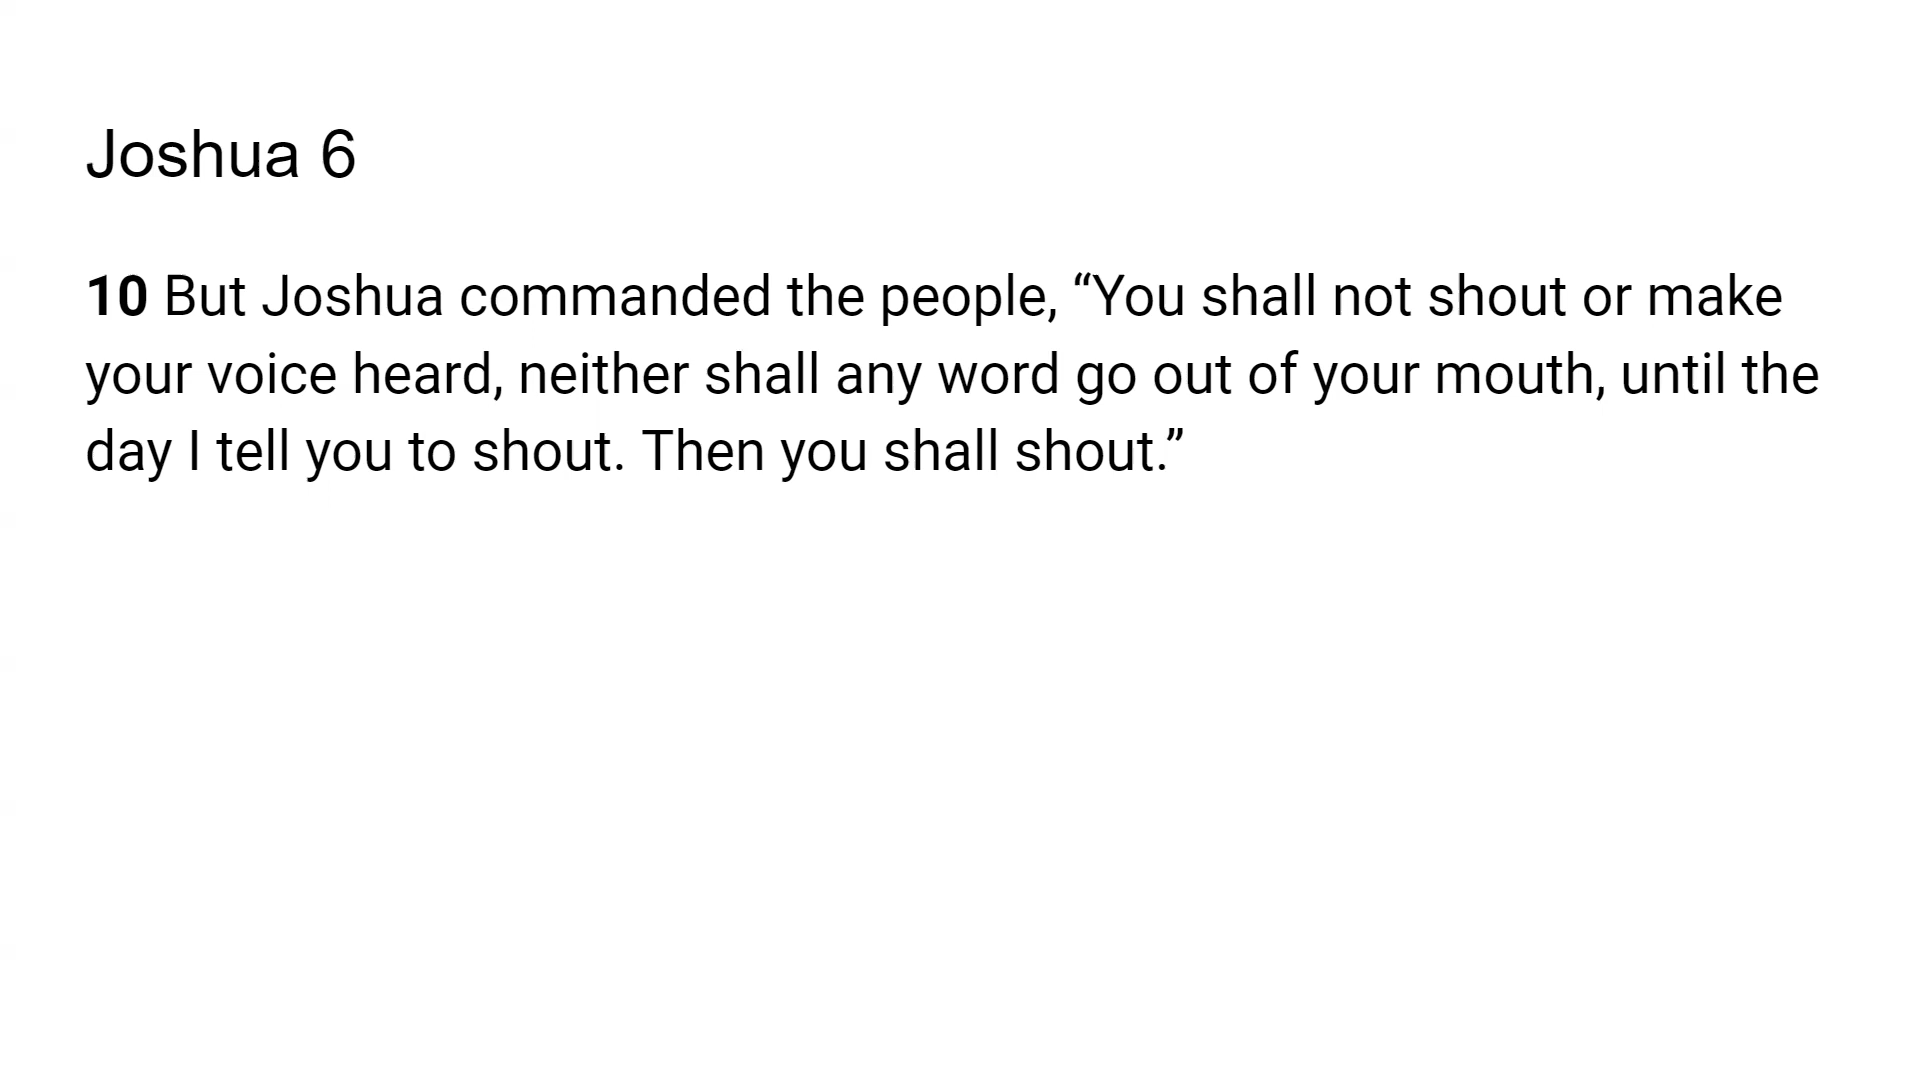 Joshua 6
10 But Joshua commanded the people, “You shall not shout or make
your voice heard, neither shall any word go out of your mouth, until the
day I tell you to shout. Then you shall shout.”